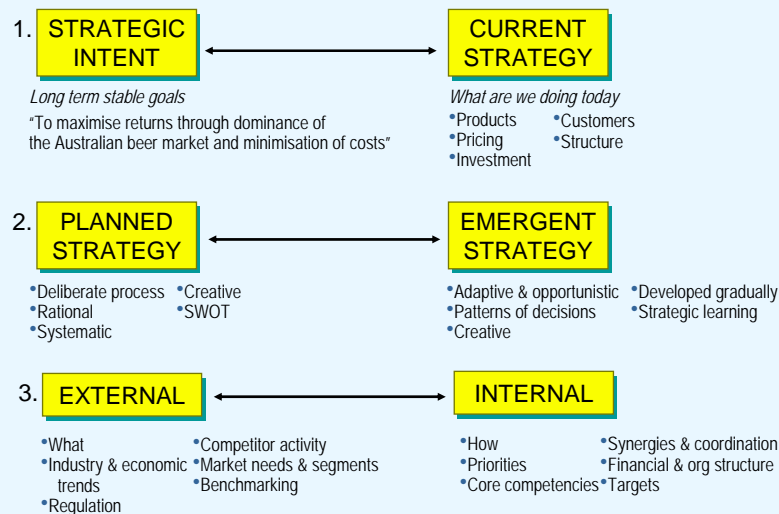 1. STRATEGIC
INTENT
CURRENT
STRATEGY
Long term stable goals
"To maximise returns through dominance of
the Australian beer market and minimisation of costs"
What are we doing today
•Products
•Pricing
•Investment
•Customers
•Structure
2. PLANNED
STRATEGY
EMERGENT
STRATEGY
•Deliberate process
•Rational
•Systematic
•Creative
•SWOT
•Adaptive & opportunistic
•Patterns of decisions
•Creative
•Developed gradually
•Strategic learning
3. EXTERNAL
INTERNAL
•What
•Industry & economic
trends
•Regulation
•Competitor activity
•Market needs & segments
•Benchmarking
•How
•Priorities
•Core competencies
•Synergies & coordination
•Financial & org structure
•Targets